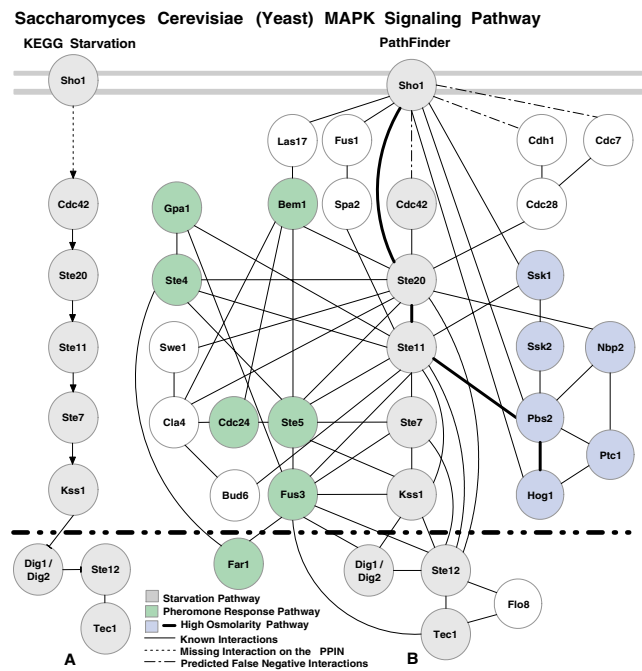 Saccharomyces Cerevisiae (Yeast) MAPK Signaling Pathway
KEGG Starvation
PathFinder
Sho1
Sho1
Las17
Fus1
Cdh1
Cdc7
Cdc42
Gpa1
Bem1
Spa2
Cdc42
Cdc28
Ste20
Ste4
Ste20
Ssk1
Ste11
Swe1
Ste11
Ssk2
Nbp2
Ste7
Cla4
Cdc24
Ste5
Ste7
Pbs2
Ptc1
Kss1
Bud6
Fus3
Kss1
Hog1
Dig1 /
Dig2
Ste12
Far1
Dig1 /
Dig2
Ste12
Flo8
Tec1
Tec1
A
B
Starvation Pathway
Pheromone Response Pathway
High Osmolarity Pathway
Known Interactions
Missing Interaction on the PPIN
Predicted False Negative Interactions